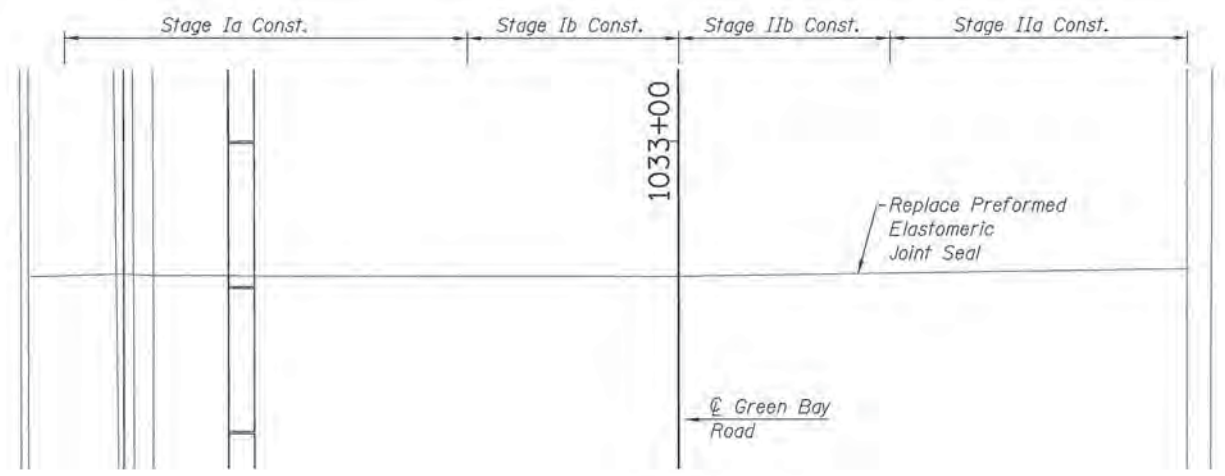 Stage Ia Const.
Stage Ib Const.
Stage IIb Const.
Stage IIa Const.
1033+00
Replace Preformed
Elastomeric
Joint Seal
℄ Green Bay
Road